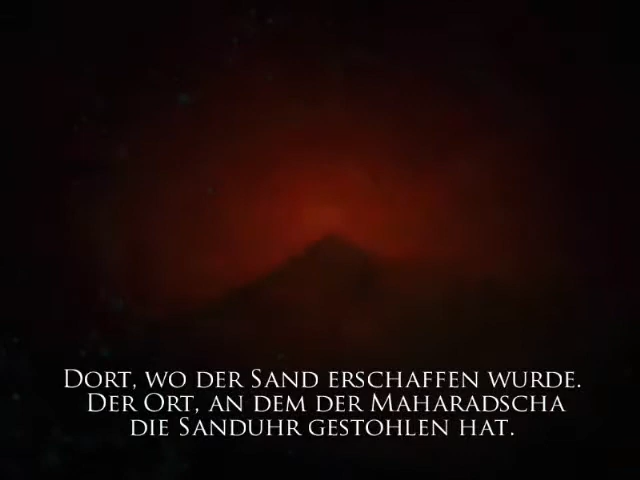 Dort, wo der Sand erschaffen wurde.
Der Ort, an dem der Maharadscha
die Sanduhr gestohlen hat.